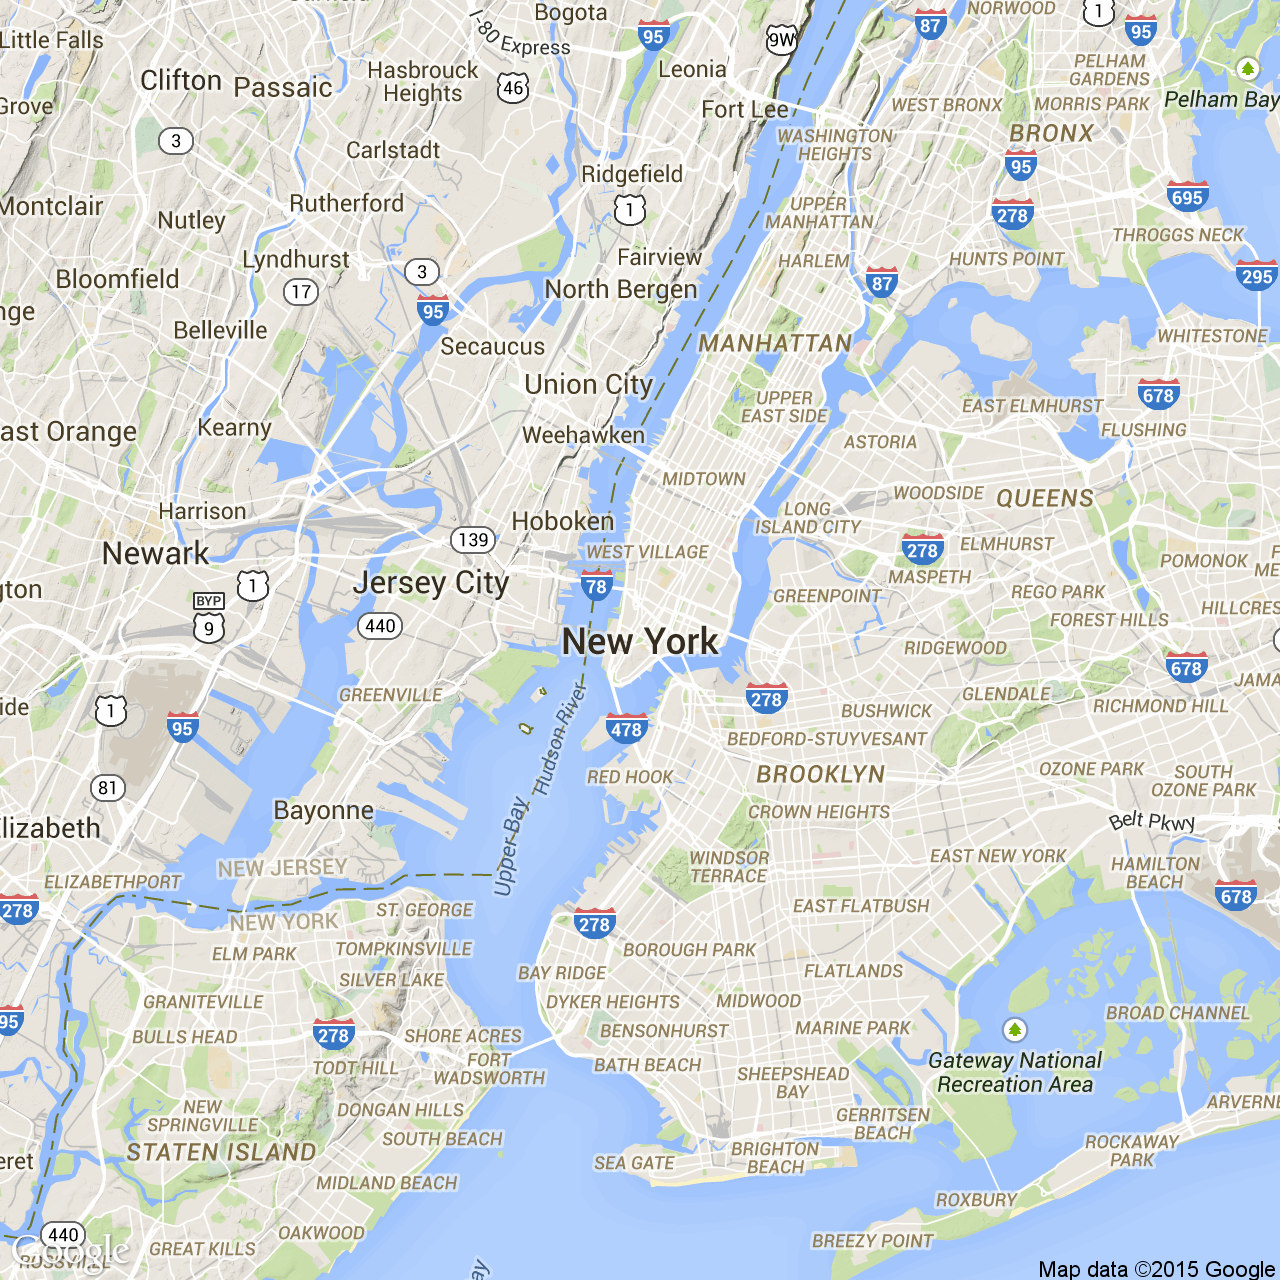 Bogota
Little Falls
I-80 Express
95
9W
87
NORWOOD
1
95
Clifton
Passaic
Hasbrouck
Heights
46
Leonia
PELHAM
GARDENS
Pelham Bay
Grove
Fort Lee
WEST BRONX
MORRIS PARK
3
WASHINGTON
HEIGHTS
BRONX
Carlstadt
Ridgefield
95
695
Montclair
Nutley
Rutherford
1
UPPER
MANHATTAN
278
THROGGS NECK
Lyndhurst
Fairview
HARLEM
HUNTS POINT
Bloomfield
3
17
North Bergen
87
295
95
Belleville
Secaucus
MANHATTAN
WHITESTONE
Union City
UPPER
EAST SIDE
678
EAST ELMHURST
ast Orange
Kearny
Weehawken
ASTORIA
FLUSHING
MIDTOWN
WOODSIDE
QUEENS
Harrison
Hoboken
LONG
ISLAND CITY
139
Newark
WEST VILLAGE
278
ELMHURST
POMONOK
1
Jersey City
78
MASPETH
REGO PARK
gton
BYP
9
440
GREENPOINT
FOREST HILLS
HILLCRES
New York
RIDGEWOOD
678
GREENVILLE
278
GLENDALE
JAMA
1
95
Hudson River
478
BUSHWICK
RICHMOND HILL
BEDFORD-STUYVESANT
RED HOOK
BROOKLYN
OZONE PARK
SOUTH
OZONE PARK
81
Bayonne
CROWN HEIGHTS
Belt Pkwy
lizabeth
Upper Bay
NEW JERSEY
WINDSOR
TERRACE
EAST NEW YORK
HAMILTON
BEACH
ELIZABETHPORT
278
NEW YORK
ST. GEORGE
278
EAST FLATBUSH
678
ELM PARK
TOMPKINSVILLE
BOROUGH PARK
SILVER LAKE
BAY RIDGE
FLATLANDS
GRANITEVILLE
DYKER HEIGHTS
MIDWOOD
BROAD CHANNEL
95
BULLS HEAD
278
SHORE ACRES
BENSONHURST
MARINE PARK
TODT HILL
FORT
WADSWORTH
BATH BEACH
SHEEPSHEAD
BAY
Gateway National
Recreation Area
NEW
SPRINGVILLE
DONGAN HILLS
GERRITSEN
BEACH
ARVERNE
STATEN ISLAND
SOUTH BEACH
BRIGHTON
BEACH
ROCKAWAY
PARK
SEA GATE
MIDLAND BEACH
ROXBURY
440
OAKWOOD
BREEZY POINT
GREAT KILLS
Google
ROSSVILLE
Map data ©2015 Google